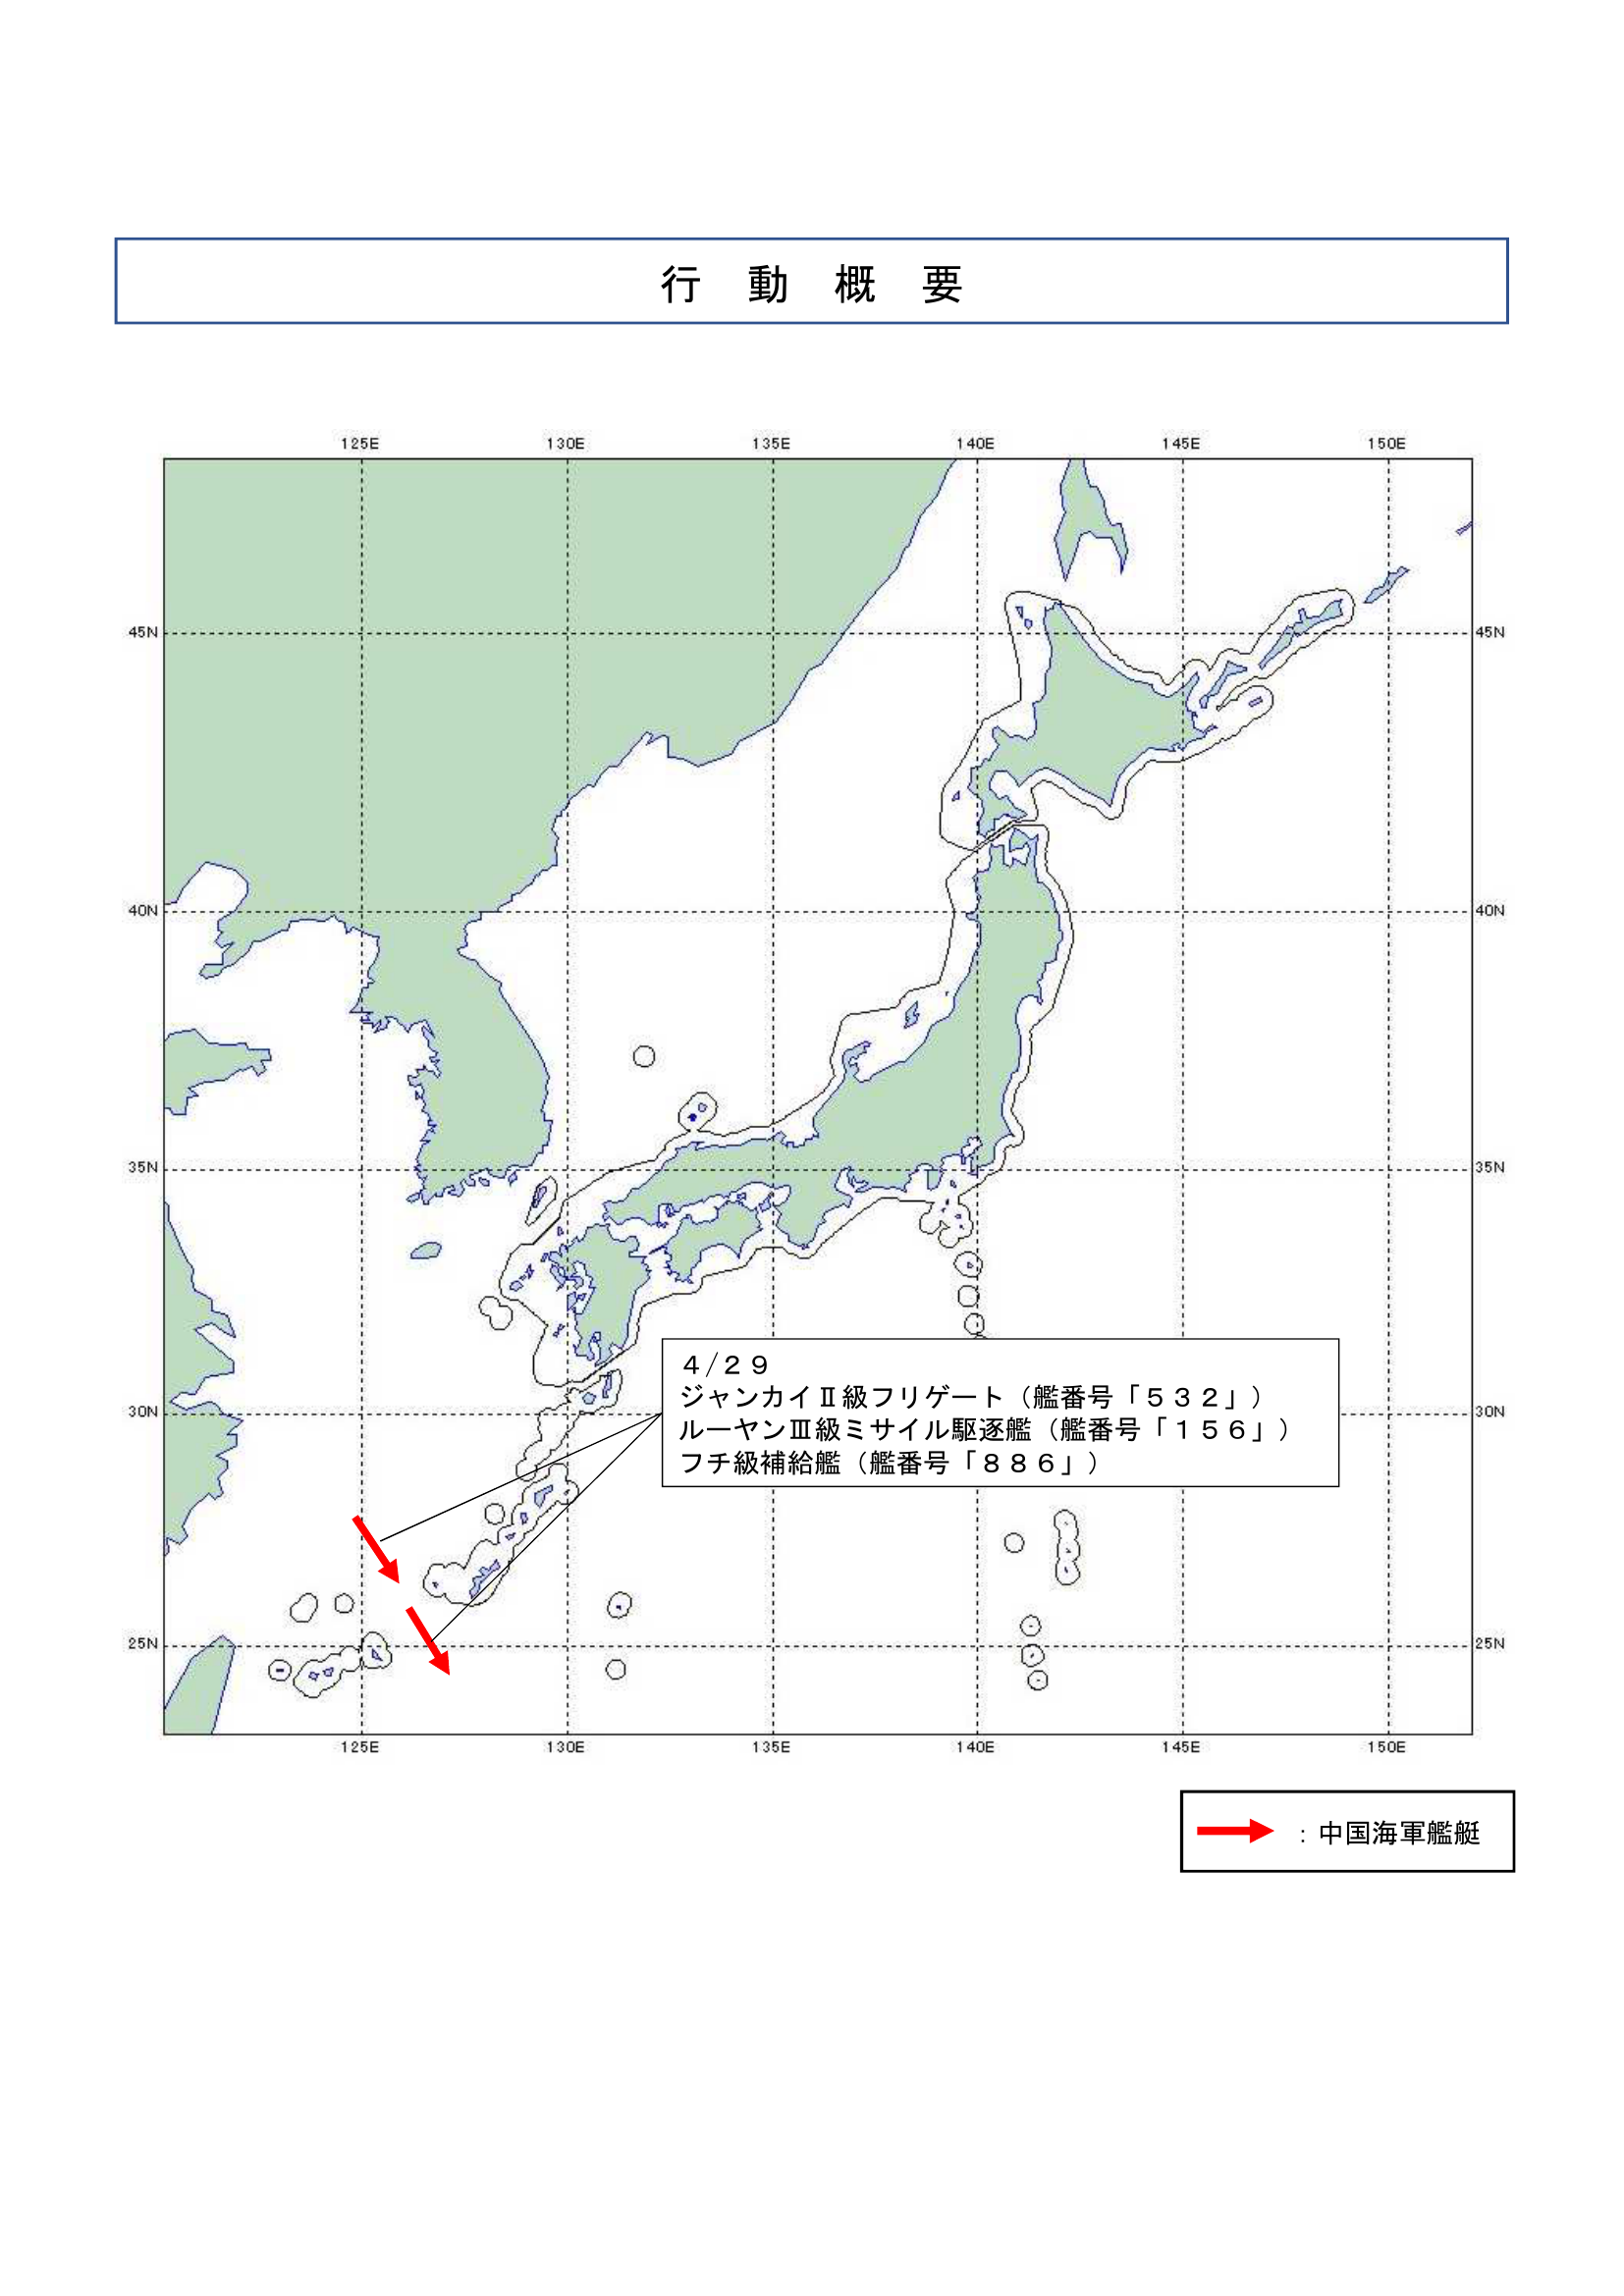 行 動 概 要
125E 130E 135E 140E 145E 150E
45N 45N
40N 40N
35N 35N
4/29
ジャンカイⅡ級フリゲート（艦番号「532」）
ルーヤンⅢ級ミサイル駆逐艦（艦番号「156」）
フチ級補給艦（艦番号「886」）
30N 30N
25N 25N
125E 130E 135E 140E 145E 150E
：中国海軍艦艇